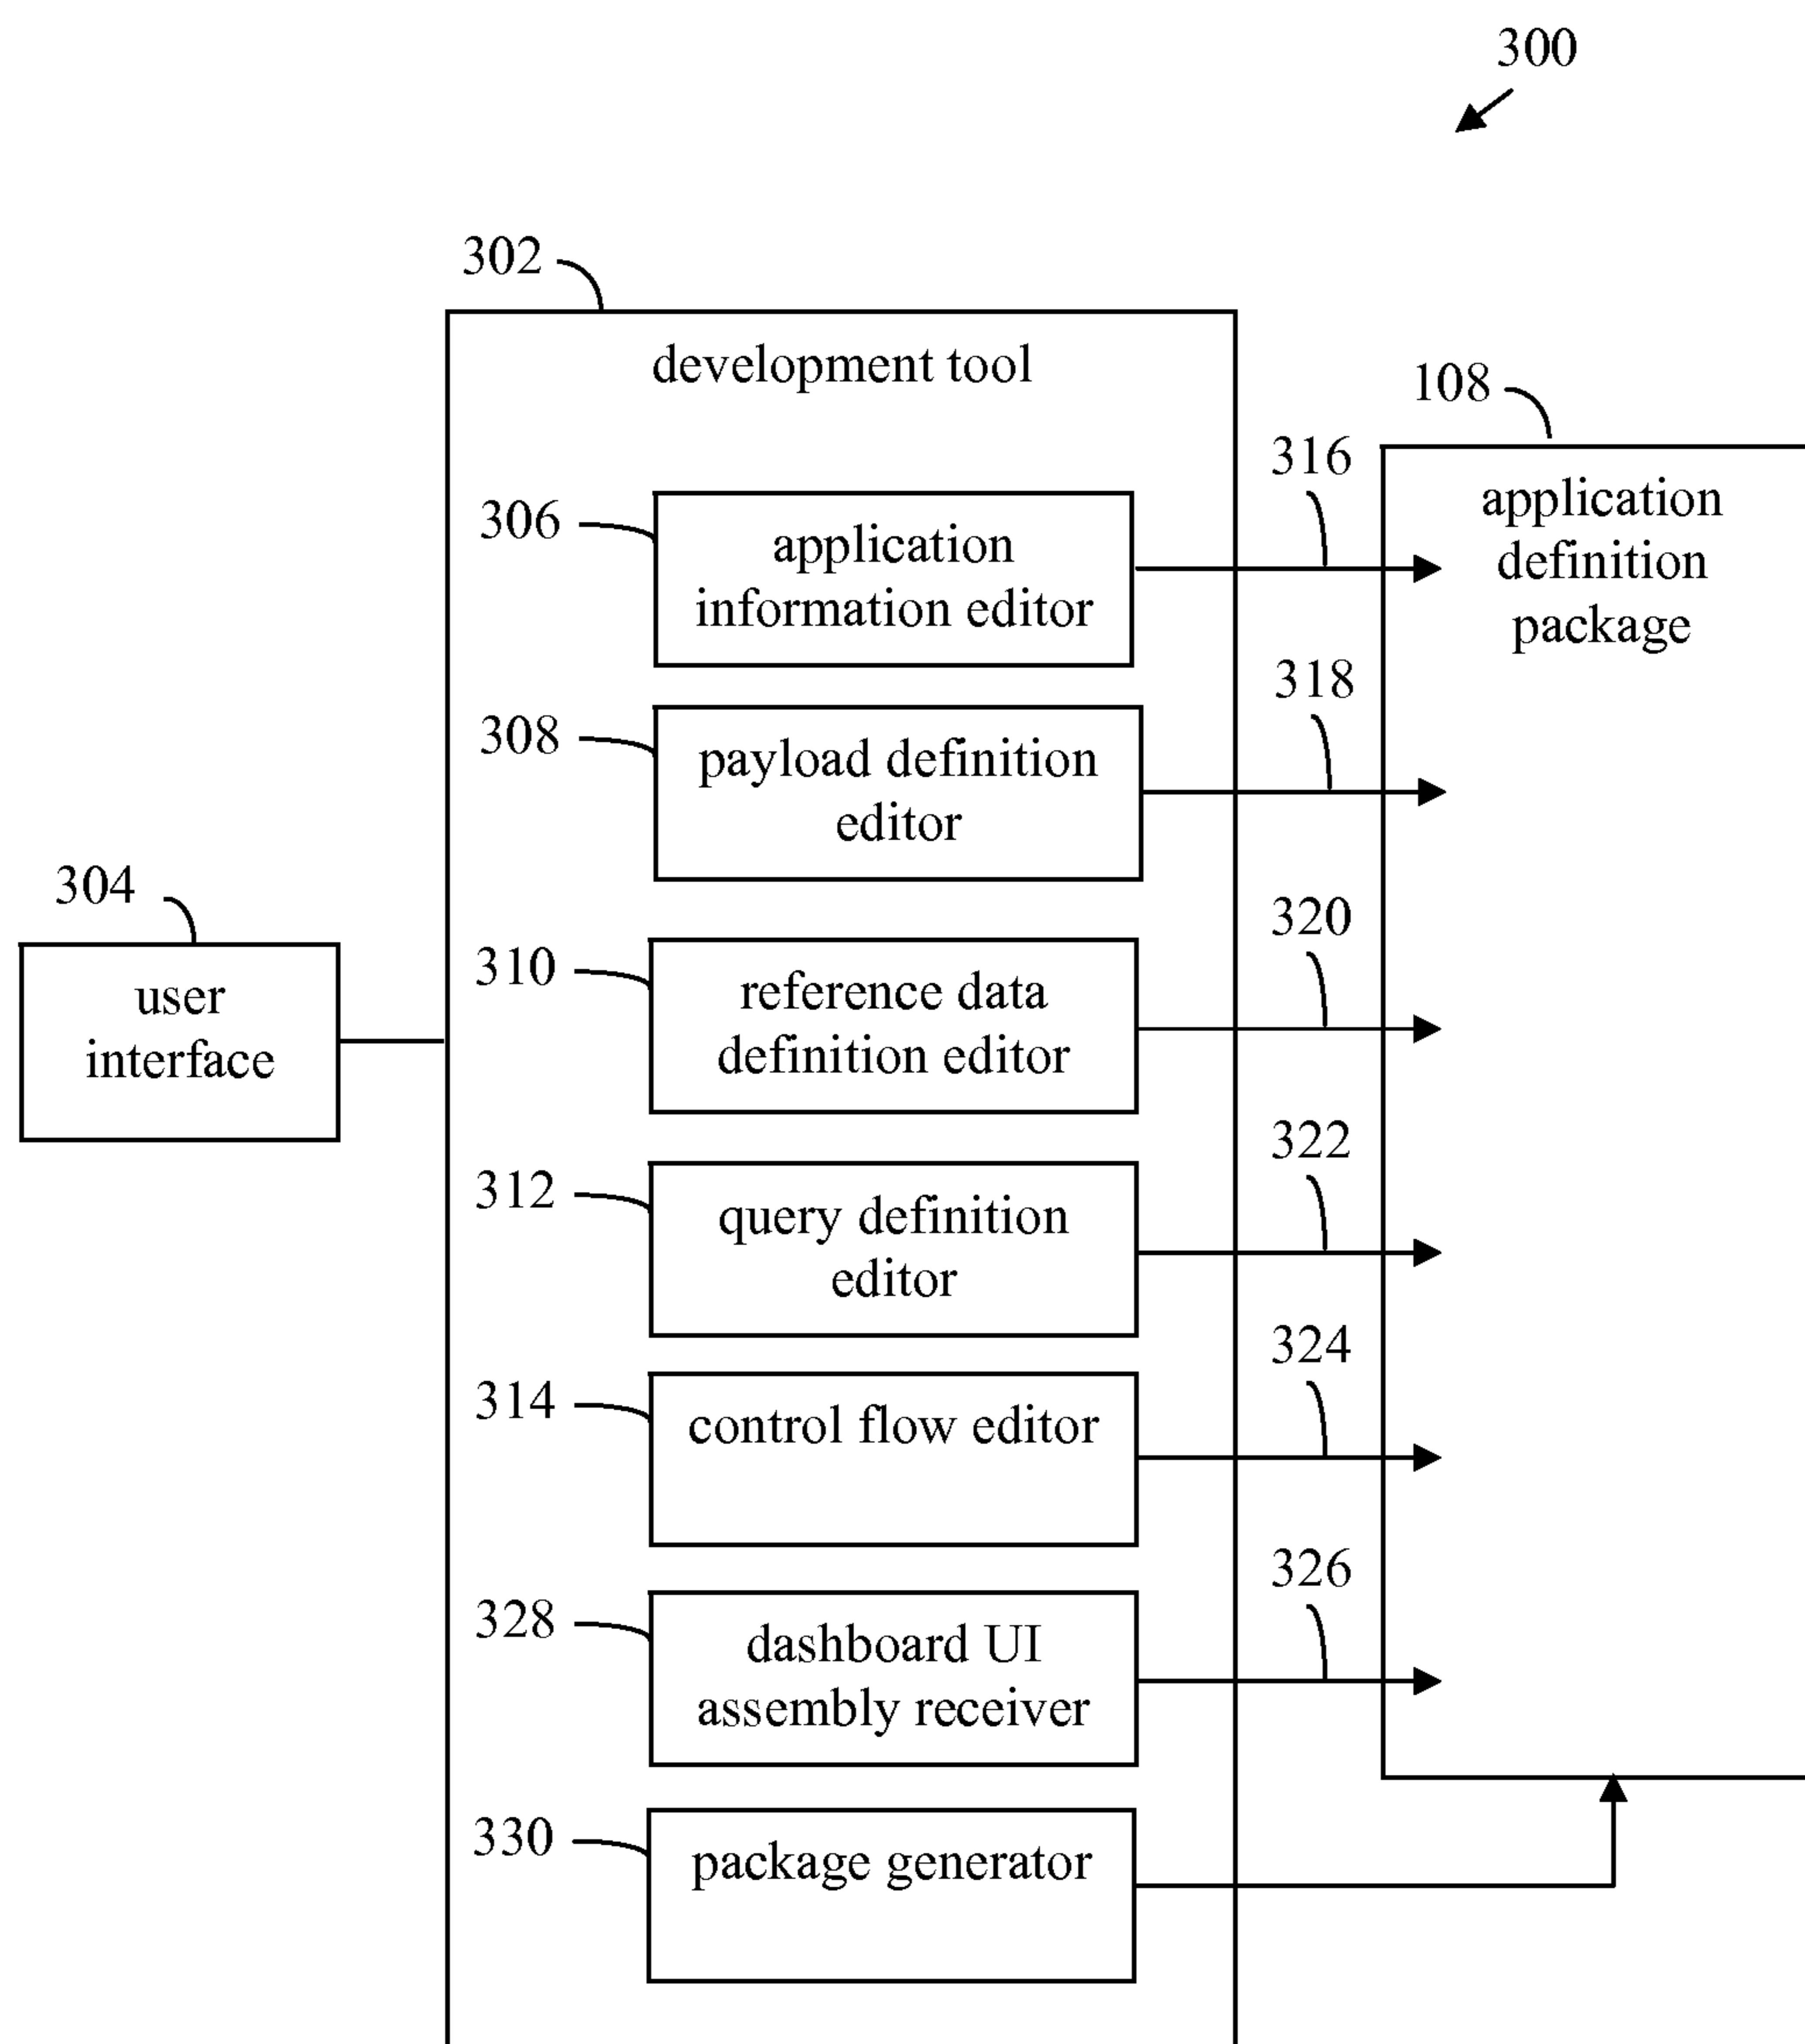 300
302
development tool
108
application
definition
package
316
306
application
information editor
318
308
payload definition
editor
304
user
interface
320
310
reference data
definition editor
322
312
query definition
editor
324
314
control flow editor
326
328
dashboard UI
assembly receiver
330
package generator